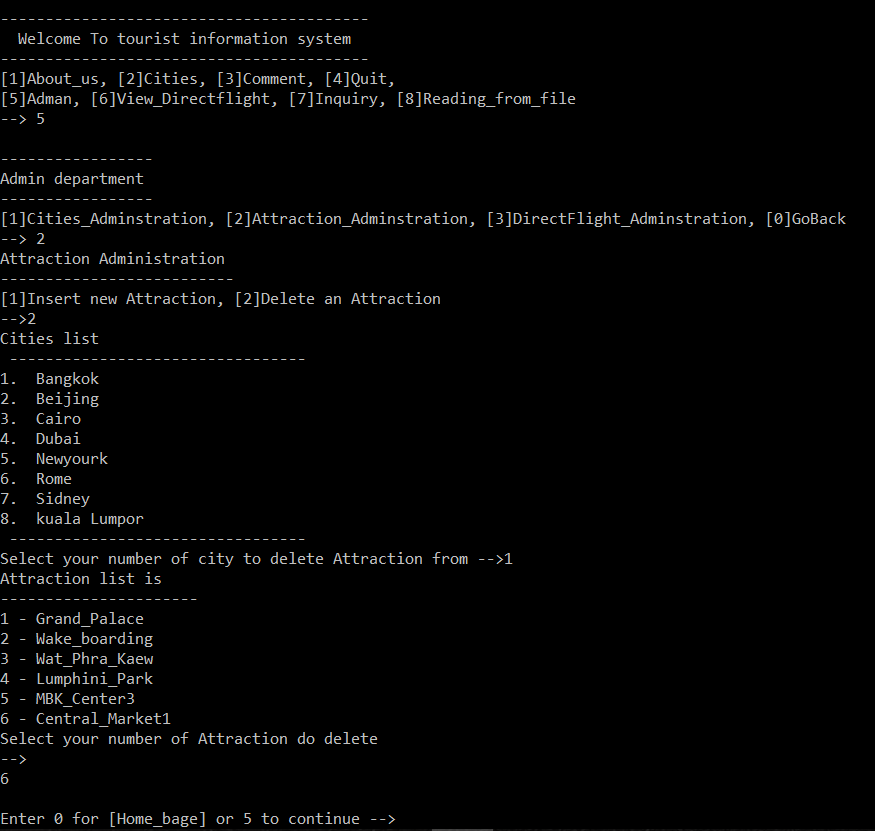 -----------------------------------------
  Welcome To tourist information system
-----------------------------------------
[1]About_us, [2]Cities, [3]Comment, [4]Quit,
[5]Adman, [6]View_Directflight, [7]Inquiry, [8]Reading_from_file
--> 5
-----------------
Admin department
-----------------
[1]Cities_Adminstration, [2]Attraction_Adminstration, [3]DirectFlight_Adminstration, [0]GoBack
--> 2
Attraction Administration
--------------------------
[1]Insert new Attraction, [2]Delete an Attraction
-->2
Cities list
 ---------------------------------
1.  Bangkok
2.  Beijing
3.  Cairo
4.  Dubai
5.  Newyourk
6.  Rome
7.  Sidney
8.  kuala Lumpor
 ---------------------------------
Select your number of city to delete Attraction from -->1
Attraction list is
----------------------
1 - Grand_Palace
2 - Wake_boarding
3 - Wat_Phra_Kaew
4 - Lumphini_Park
5 - MBK_Center3
6 - Central_Market1
Select your number of Attraction do delete
-->
6
Enter 0 for [Home_bage] or 5 to continue -->